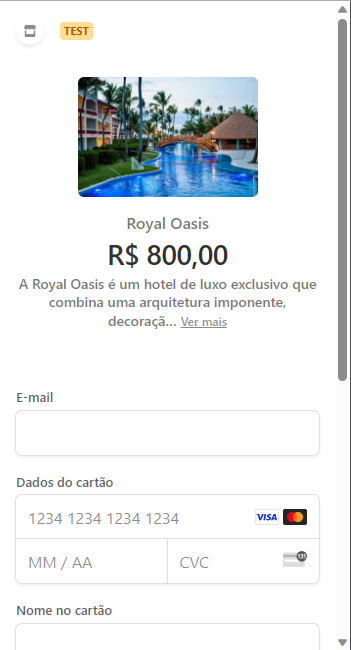 TEST
Royal Oasis
R$ 800,00
A Royal Oasis é um hotel de luxo exclusivo que
combina uma arquitetura imponente,
decoraçã... Ver mais
E-mail
Dados do cartão
1234 1234 1234 1234
VISA
MM / AA
CVC
135
Nome no cartão